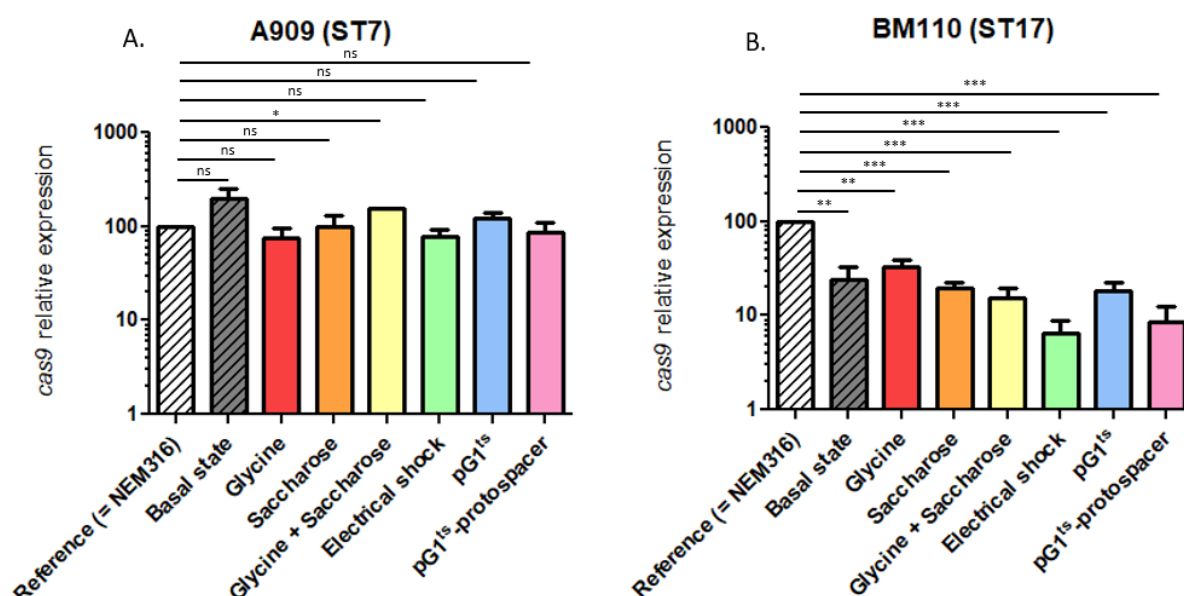 A.
A909 (ST7)
ns
ns
ns
*
ns
ns
ns
cas9 relative expression
1000
100
10
1
Reference (= NEM316)
Basal state
Glycine
Saccharose
Glycine + Saccharose
Electrical shock
pG1ts
pG1ts-protospacer
B.
BM110 (ST17)
***
***
***
***
***
**
**
cas9 relative expression
1000
100
10
1
Reference (= NEM316)
Basal state
Glycine
Saccharose
Glycine + Saccharose
Electrical shock
pG1ts
pG1ts-protospacer